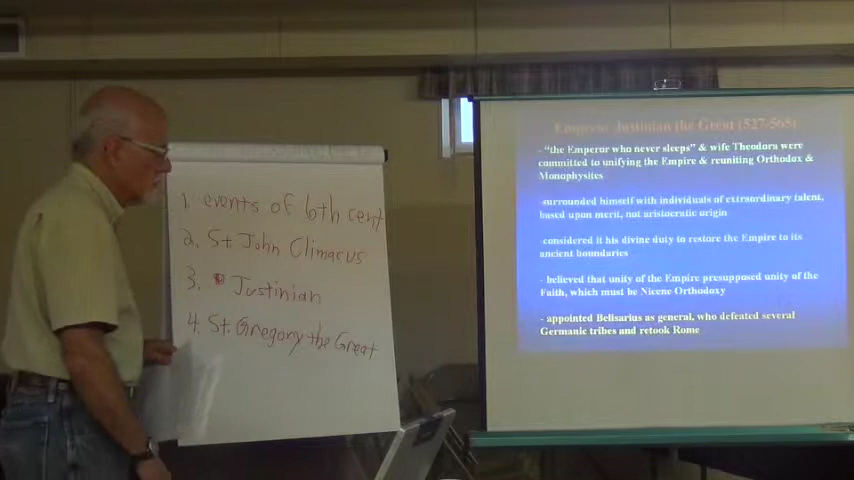 1. events of 6th cent
2. St John Climacus
3. Justinian
4. St. Gregory the Great
Emperor Justinian the Great (527-565)
- "the Emperor who never sleeps" & wife Theodora were
committed to unifying the Empire & reuniting Orthodox &
Monophysites
-surrounded himself with individuals of extraordinary talent,
based upon merit, not aristocratic origin
-considered it his divine duty to restore the Empire to its
ancient boundaries
- believed that unity of the Empire presupposed unity of the
Faith, which must be Nicene Orthodoxy
- appointed Belisarius as general, who defeated several
Germanic tribes and retook Rome